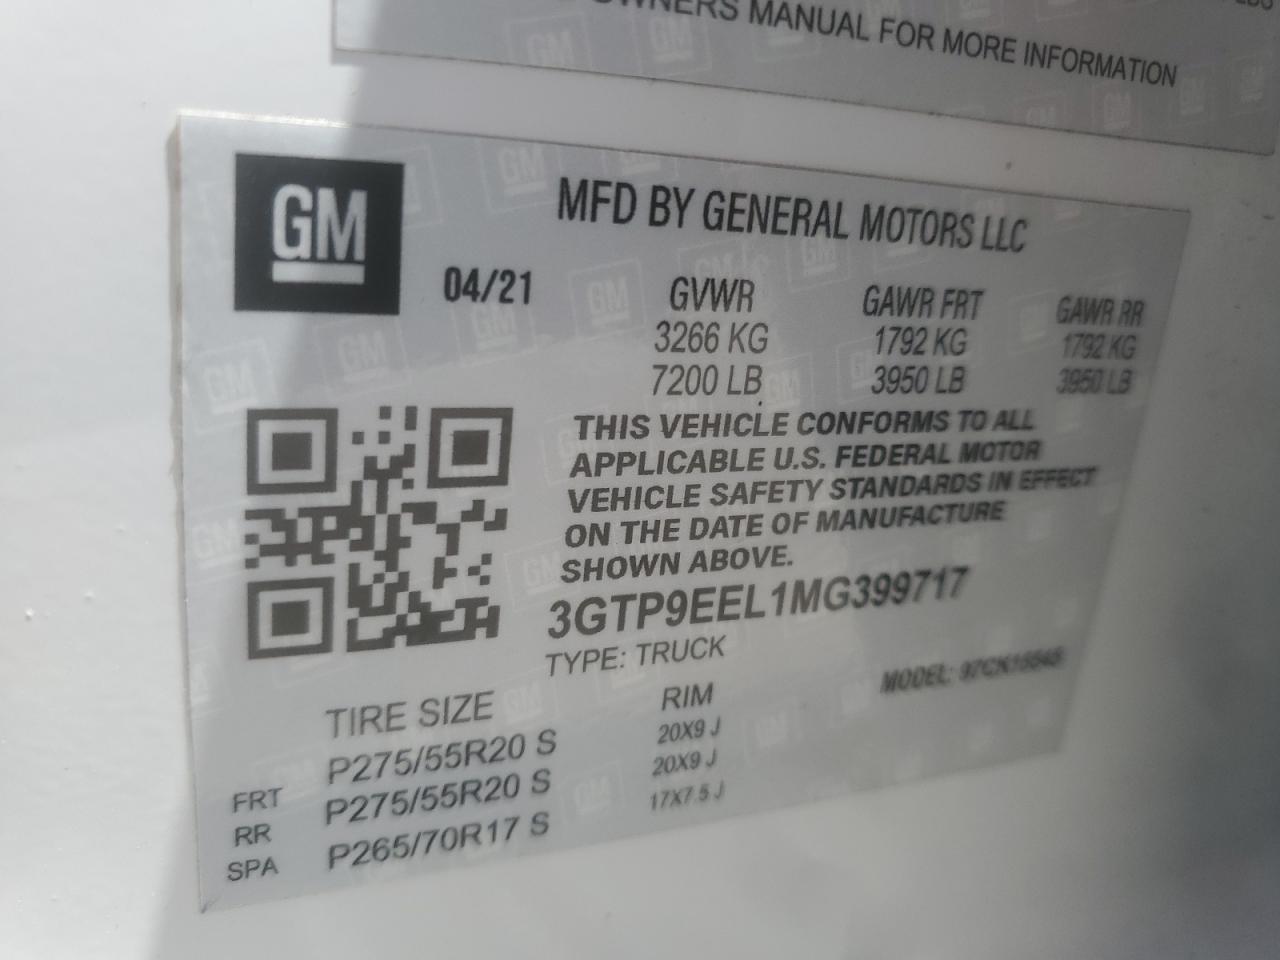 OWNERS MANUAL FOR MORE INFORMATION
GM
MFD BY GENERAL MOTORS LLC
04/21
GVWR GAWR FRT GAWR RR
3266 KG 1792 KG 1792 KG
7200 LB 3950 LB 3950 LB
THIS VEHICLE CONFORMS TO ALL
APPLICABLE U.S. FEDERAL MOTOR
VEHICLE SAFETY STANDARDS IN EFFECT
ON THE DATE OF MANUFACTURE
SHOWN ABOVE.
3GTP9EEL1MG399717
TYPE: TRUCK MODEL:
TIRE SIZE RIM
FRT P275/55R20 S 20X9 J
RR P275/55R20 S 20X9 J
SPA P265/70R17 S 17X7.5 J